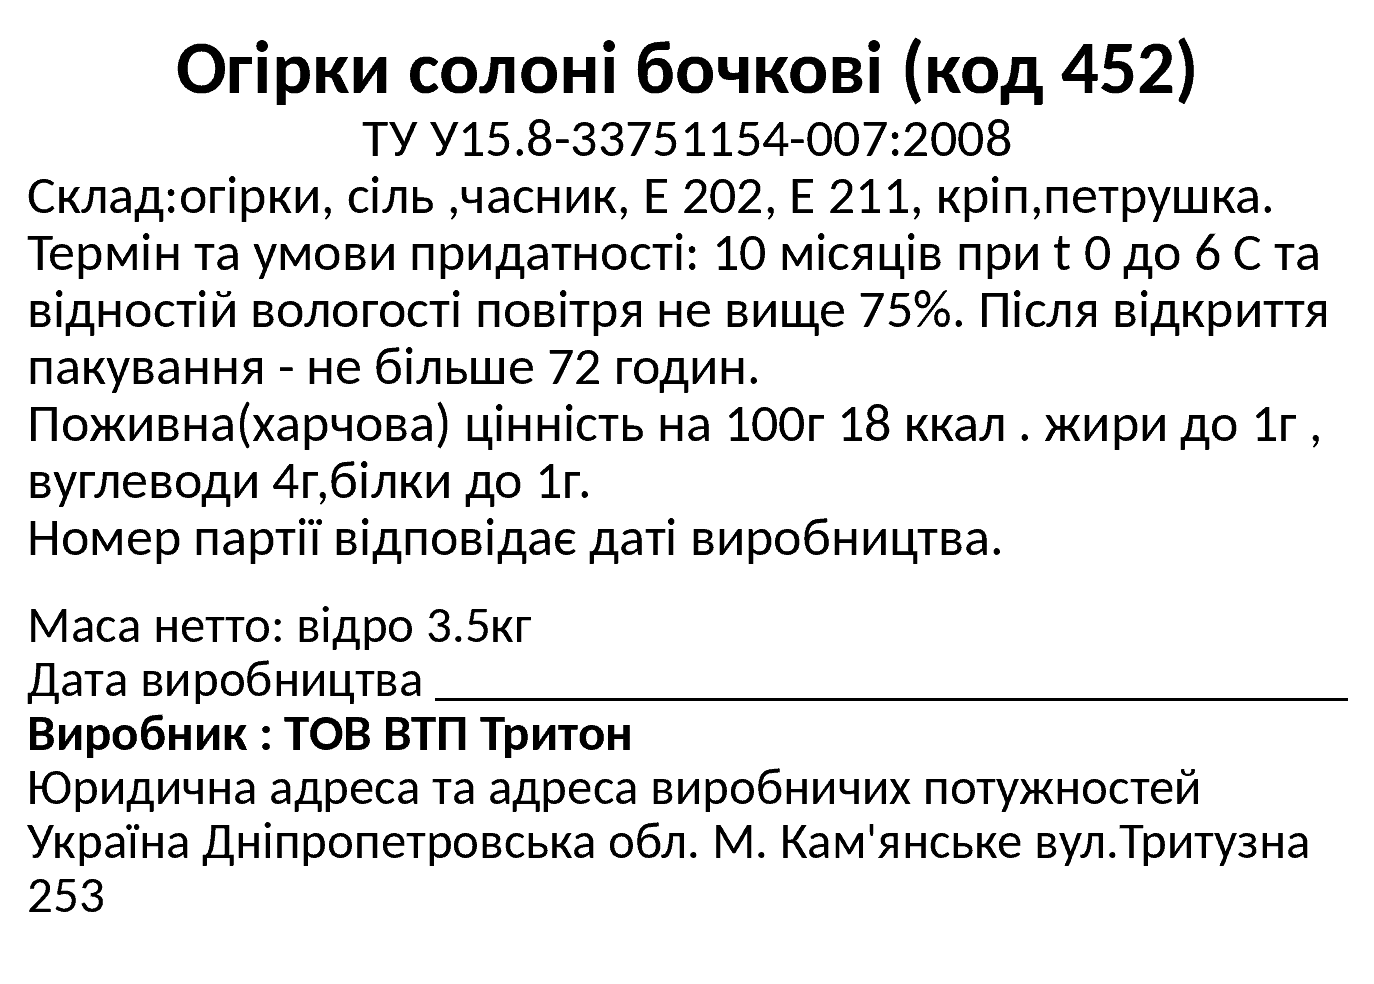 Огірки солоні бочкові (код 452)
ТУ У15.8-33751154-007:2008
Склад:огірки, сіль ,часник, Е 202, Е 211, кріп,петрушка.
Термін та умови придатності: 10 місяців при t 0 до 6 С та
відностій вологості повітря не вище 75%. Після відкриття
пакування - не більше 72 годин.
Поживна(харчова) цінність на 100г 18 ккал . жири до 1г ,
вуглеводи 4г,білки до 1г.
Номер партії відповідає даті виробництва.
Маса нетто: відро 3.5кг
Дата виробництва ____________________________________
Виробник : ТОВ ВТП Тритон
Юридична адреса та адреса виробничих потужностей
Україна Дніпропетровська обл. М. Кам'янське вул.Тритузна
253